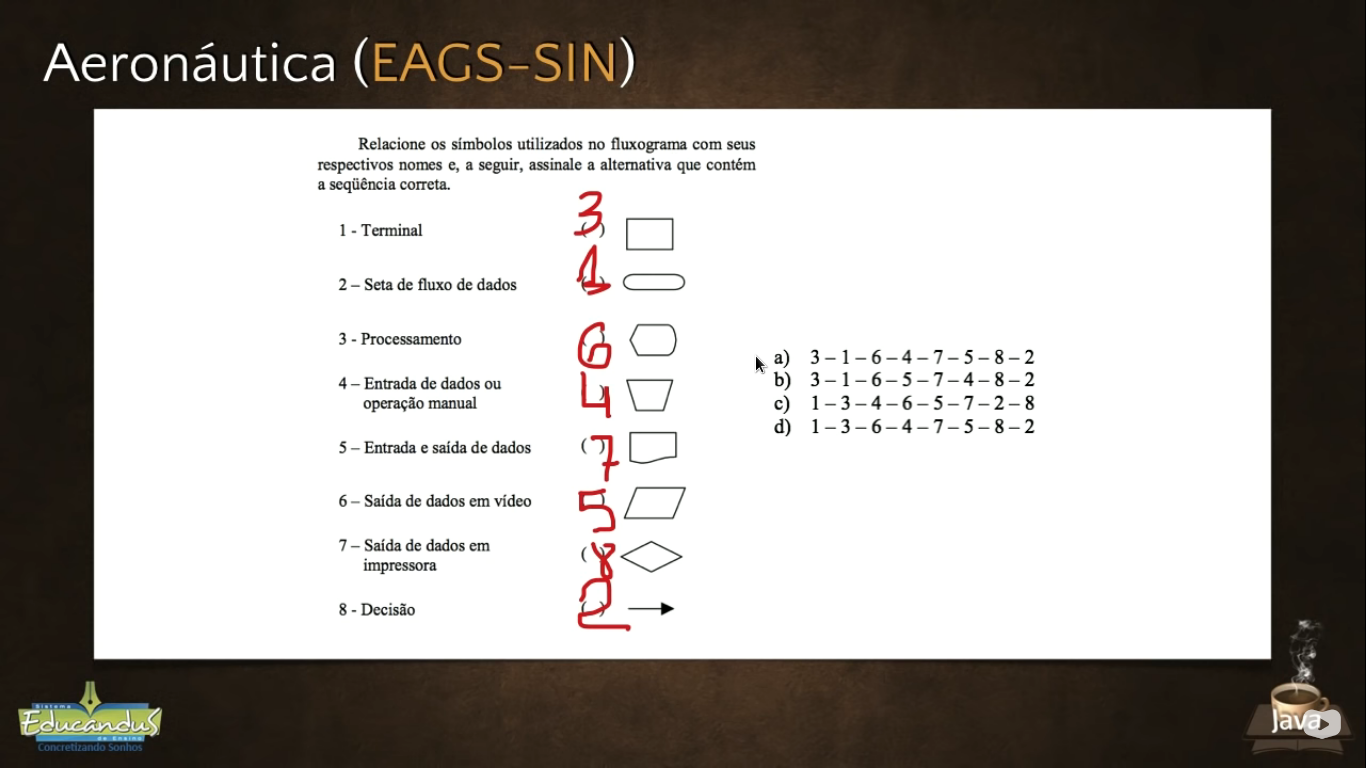 Aeronáutica (EAGS-SIN)
Relacione os símbolos utilizados no fluxograma com seus
respectivos nomes e, a seguir, assinale a alternativa que contém
a seqüência correta.
1 - Terminal
( ) 3
2 – Seta de fluxo de dados
( ) 1
3 - Processamento
( ) 6
4 – Entrada de dados ou
operação manual
( ) 4
5 – Entrada e saída de dados
( ) 7
6 – Saída de dados em vídeo
( ) 5
7 – Saída de dados em
impressora
( ) 8
8 - Decisão
( ) 2
a) 3 – 1 – 6 – 4 – 7 – 5 – 8 – 2
b) 3 – 1 – 6 – 5 – 7 – 4 – 8 – 2
c) 1 – 3 – 4 – 6 – 5 – 7 – 2 – 8
d) 1 – 3 – 6 – 4 – 7 – 5 – 8 – 2
Sistema
Educandus
de Ensino
Concretizando Sonhos
Java